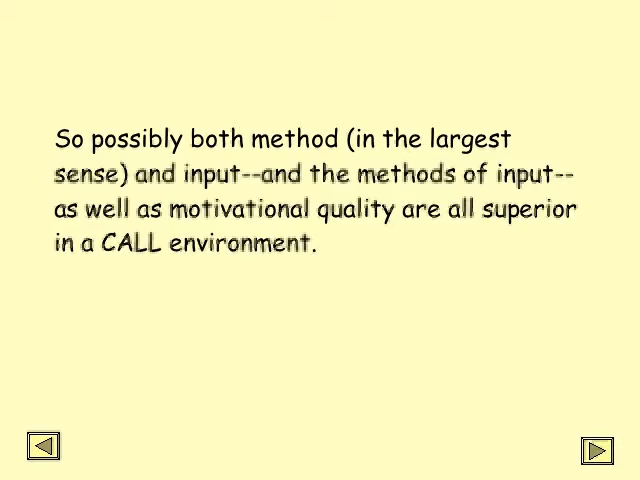 So possibly both method (in the largest
sense) and input--and the methods of input--
as well as motivational quality are all superior
in a CALL environment.